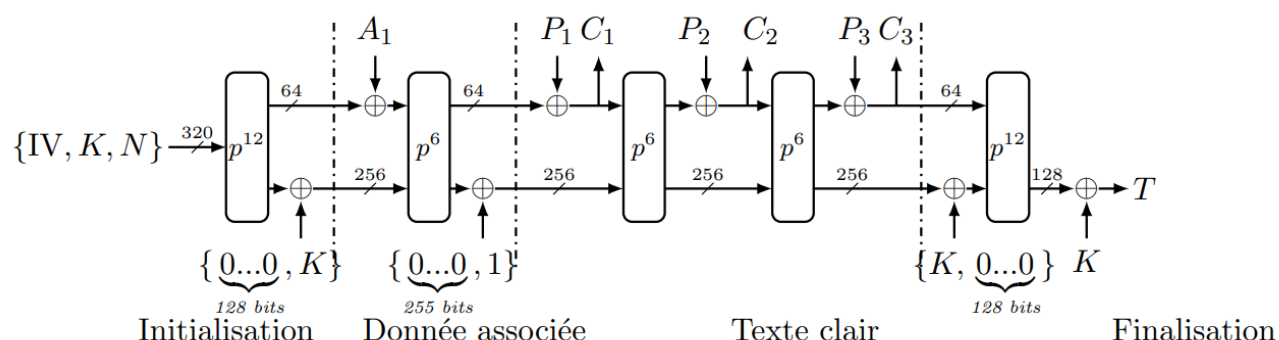 A₁ P₁ C₁ P₂ C₂ P₃ C₃
64 64 64
{IV, K, N} 320 p¹² p⁶ p⁶ p⁶ p¹²
256 256 256 256 128 T
{ 0...0 , K} { 0...0 , 1} {K, 0...0 } K
128 bits 255 bits 128 bits
Initialisation Donnée associée Texte clair Finalisation